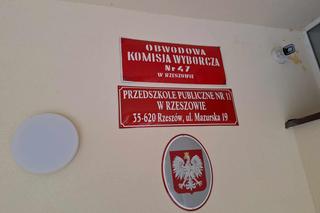 OBWODOWA
KOMISJA WYBORCZA
Nr 47
W RZESZOWIE
PRZEDSZKOLE PUBLICZNE NR 11
W RZESZOWIE
35-620 Rzeszów, ul. Mazurska 19